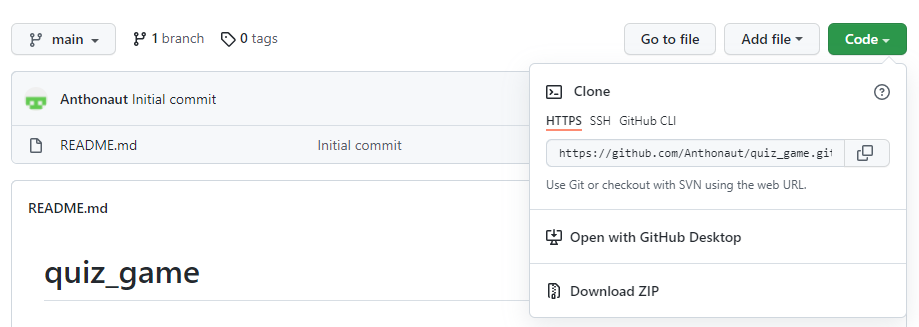 main 1 branch 0 tags Go to file Add file Code
Anthonaut Initial commit
README.md Initial commit
README.md
quiz_game
Clone
HTTPS SSH GitHub CLI
https://github.com/Anthonaut/quiz_game.git
Use Git or checkout with SVN using the web URL.
Open with GitHub Desktop
Download ZIP